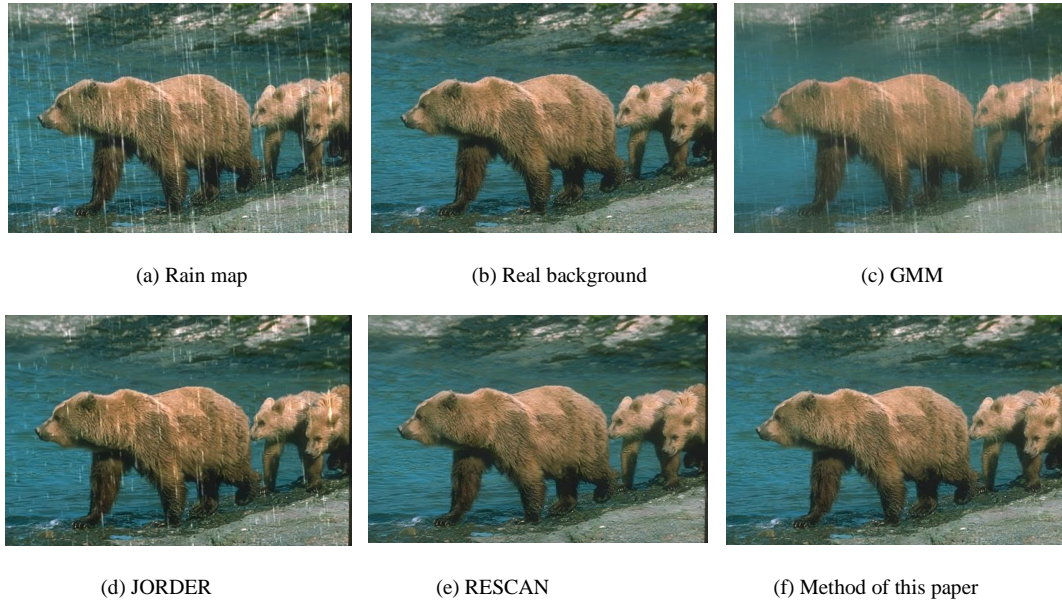 (a) Rain map
(b) Real background
(c) GMM
(d) JORDER
(e) RESCAN
(f) Method of this paper